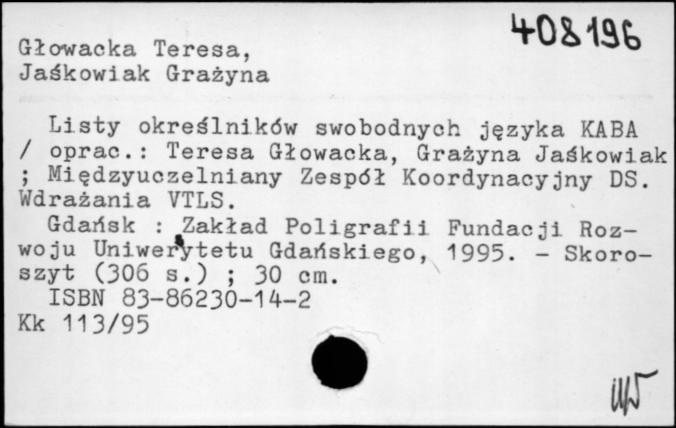 408196
Głowacka Teresa,
Jaśkowiak Grażyna
Listy określników swobodnych języka KABA
/ oprac.: Teresa Głowacka, Grażyna Jaśkowiak
; Międzyuczelniany Zespół Koordynacyjny DS.
Wdrażania VTLS.
Gdańsk : Zakład Poligrafii Fundacji Roz-
woju Uniwerytetu Gdańskiego, 1995. - Skoro-
szyt (306 s.) ; 30 cm.
ISBN 83-86230-14-2
Kk 113/95